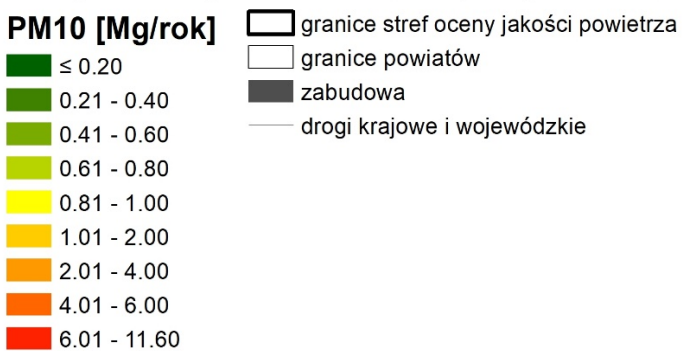 PM10 [Mg/rok]
≤ 0.20
0.21 - 0.40
0.41 - 0.60
0.61 - 0.80
0.81 - 1.00
1.01 - 2.00
2.01 - 4.00
4.01 - 6.00
6.01 - 11.60
granice stref oceny jakości powietrza
granice powiatów
zabudowa
drogi krajowe i wojewódzkie